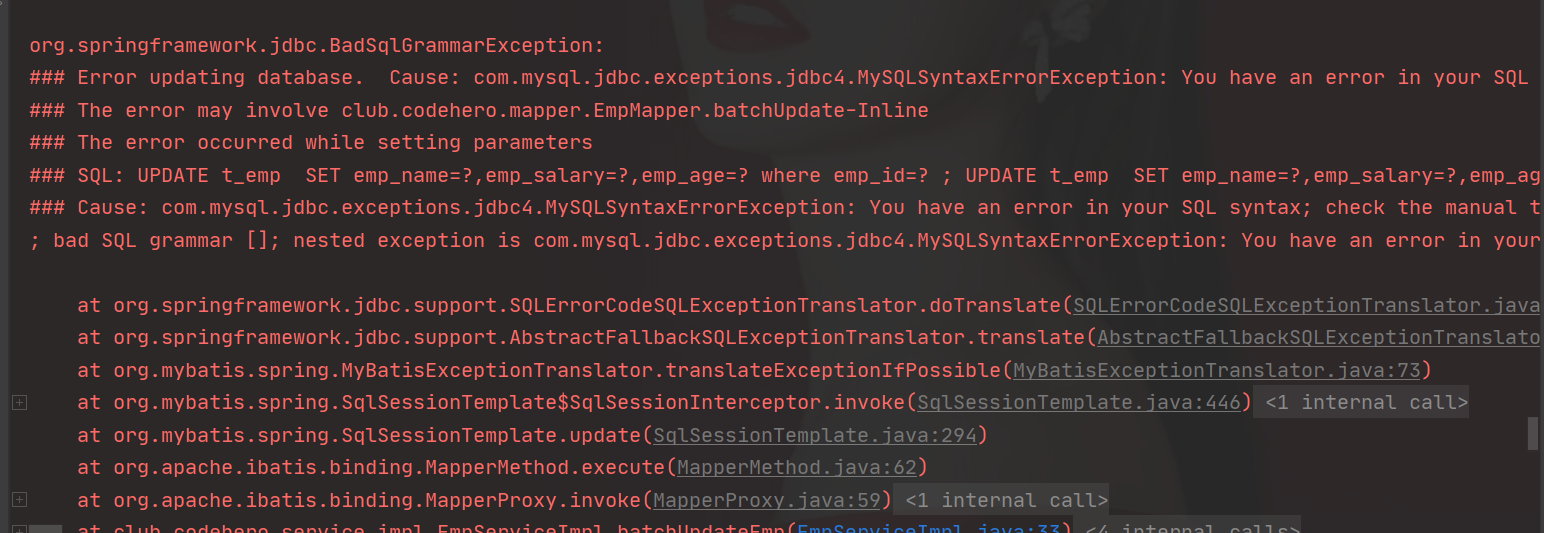 org.springframework.jdbc.BadSqlGrammarException:
### Error updating database.  Cause: com.mysql.jdbc.exceptions.jdbc4.MySQLSyntaxErrorException: You have an error in your SQL
### The error may involve club.codehero.mapper.EmpMapper.batchUpdate-Inline
### The error occurred while setting parameters
### SQL: UPDATE t_emp  SET emp_name=?,emp_salary=?,emp_age=? where emp_id=? ; UPDATE t_emp  SET emp_name=?,emp_salary=?,emp_ag
### Cause: com.mysql.jdbc.exceptions.jdbc4.MySQLSyntaxErrorException: You have an error in your SQL syntax; check the manual t
; bad SQL grammar []; nested exception is com.mysql.jdbc.exceptions.jdbc4.MySQLSyntaxErrorException: You have an error in your
at org.springframework.jdbc.support.SQLErrorCodeSQLExceptionTranslator.doTranslate(SQLErrorCodeSQLExceptionTranslator.java
at org.springframework.jdbc.support.AbstractFallbackSQLExceptionTranslator.translate(AbstractFallbackSQLExceptionTranslato
at org.mybatis.spring.MyBatisExceptionTranslator.translateExceptionIfPossible(MyBatisExceptionTranslator.java:73)
at org.mybatis.spring.SqlSessionTemplate$SqlSessionInterceptor.invoke(SqlSessionTemplate.java:446) <1 internal call>
at org.mybatis.spring.SqlSessionTemplate.update(SqlSessionTemplate.java:294)
at org.apache.ibatis.binding.MapperMethod.execute(MapperMethod.java:62)
at org.apache.ibatis.binding.MapperProxy.invoke(MapperProxy.java:59) <1 internal call>
at club.codehero.service.impl.EmpServiceImpl.batchUpdateEmp(EmpServiceImpl.java:33) <4 internal calls>